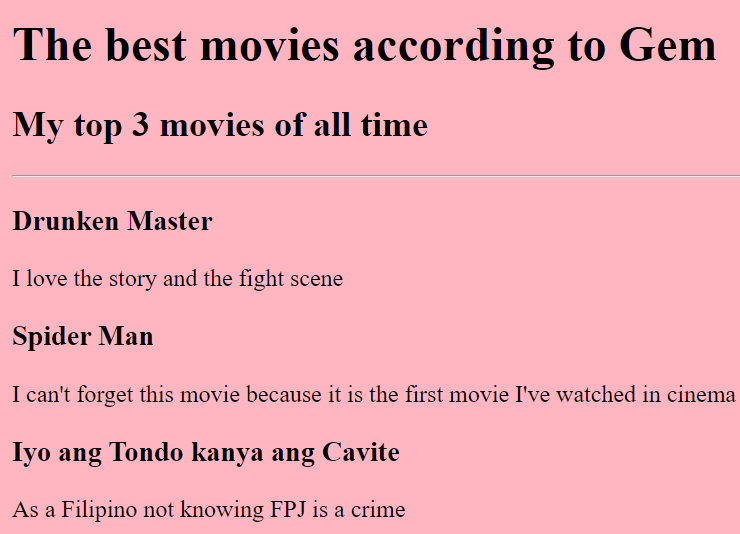 The best movies according to Gem
My top 3 movies of all time
Drunken Master
I love the story and the fight scene
Spider Man
I can't forget this movie because it is the first movie I've watched in cinema
Iyo ang Tondo kanya ang Cavite
As a Filipino not knowing FPJ is a crime